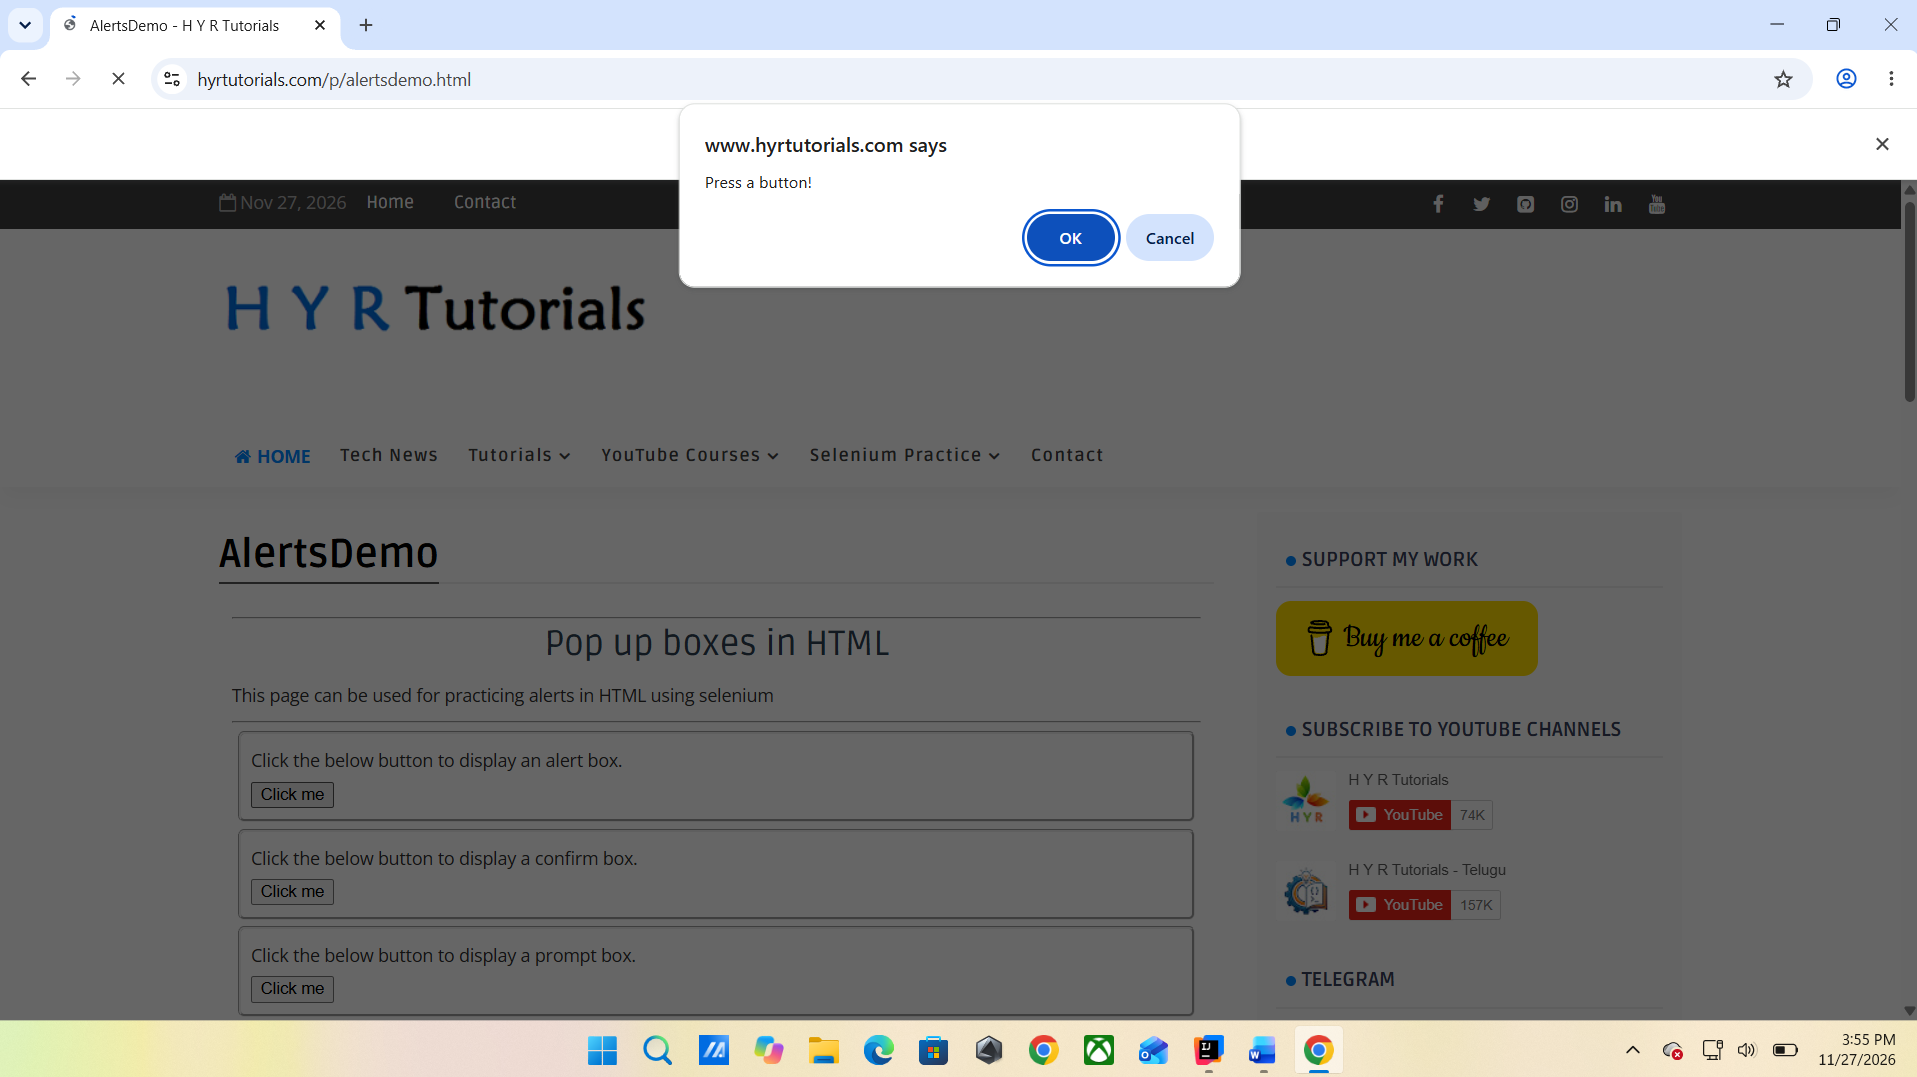 AlertsDemo - H Y R Tutorials
hyrtutorials.com/p/alertsdemo.html
www.hyrtutorials.com says
Press a button!
OK Cancel
Nov 27, 2026 Home Contact
H Y R Tutorials
HOME Tech News Tutorials YouTube Courses Selenium Practice Contact
AlertsDemo
Pop up boxes in HTML
This page can be used for practicing alerts in HTML using selenium
Click the below button to display an alert box.
Click me
Click the below button to display a confirm box.
Click me
Click the below button to display a prompt box.
Click me
SUPPORT MY WORK
Buy me a coffee
SUBSCRIBE TO YOUTUBE CHANNELS
H Y R
H Y R Tutorials
YouTube 74K
H Y R Tutorials - Telugu
YouTube 157K
TELEGRAM
3:55 PM
11/27/2026